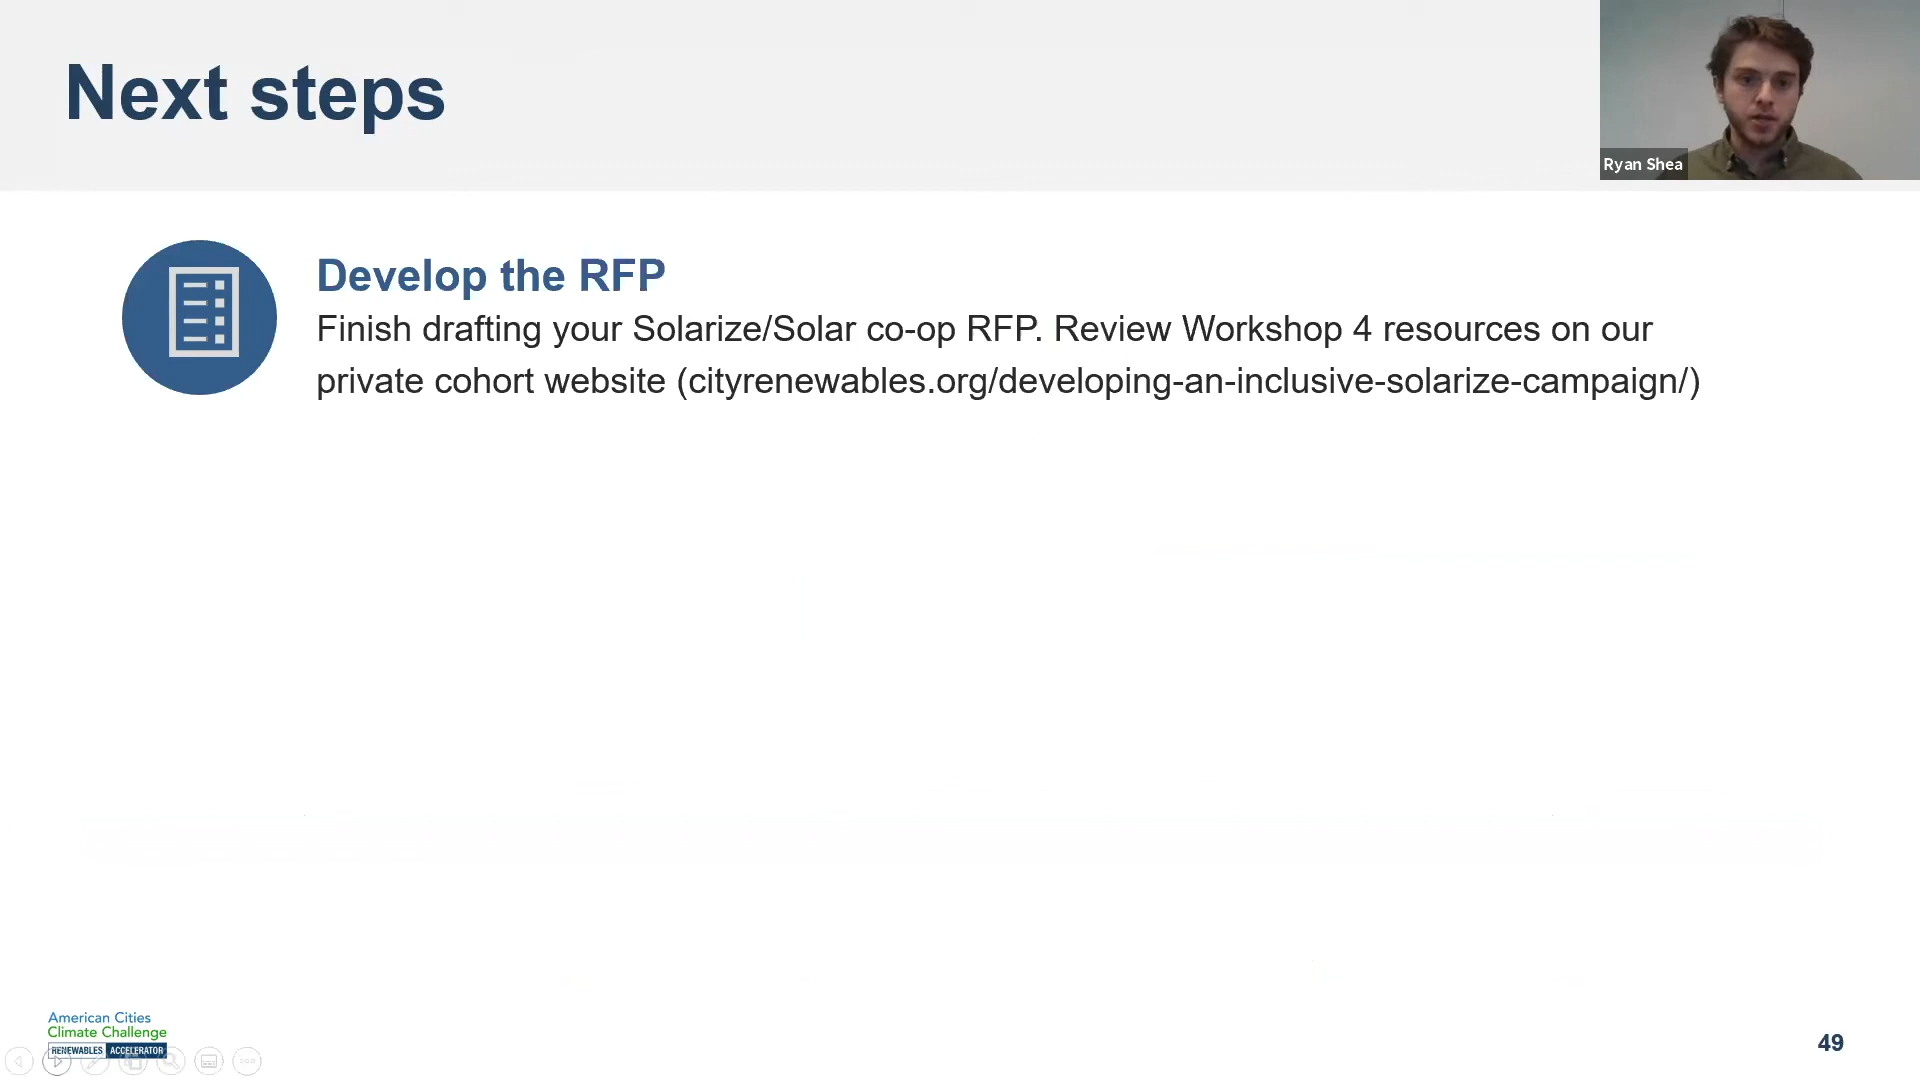 Next steps
Ryan Shea
Develop the RFP
Finish drafting your Solarize/Solar co-op RFP. Review Workshop 4 resources on our
private cohort website (cityrenewables.org/developing-an-inclusive-solarize-campaign/)
American Cities
Climate Challenge
RENEWABLES ACCELERATOR
49